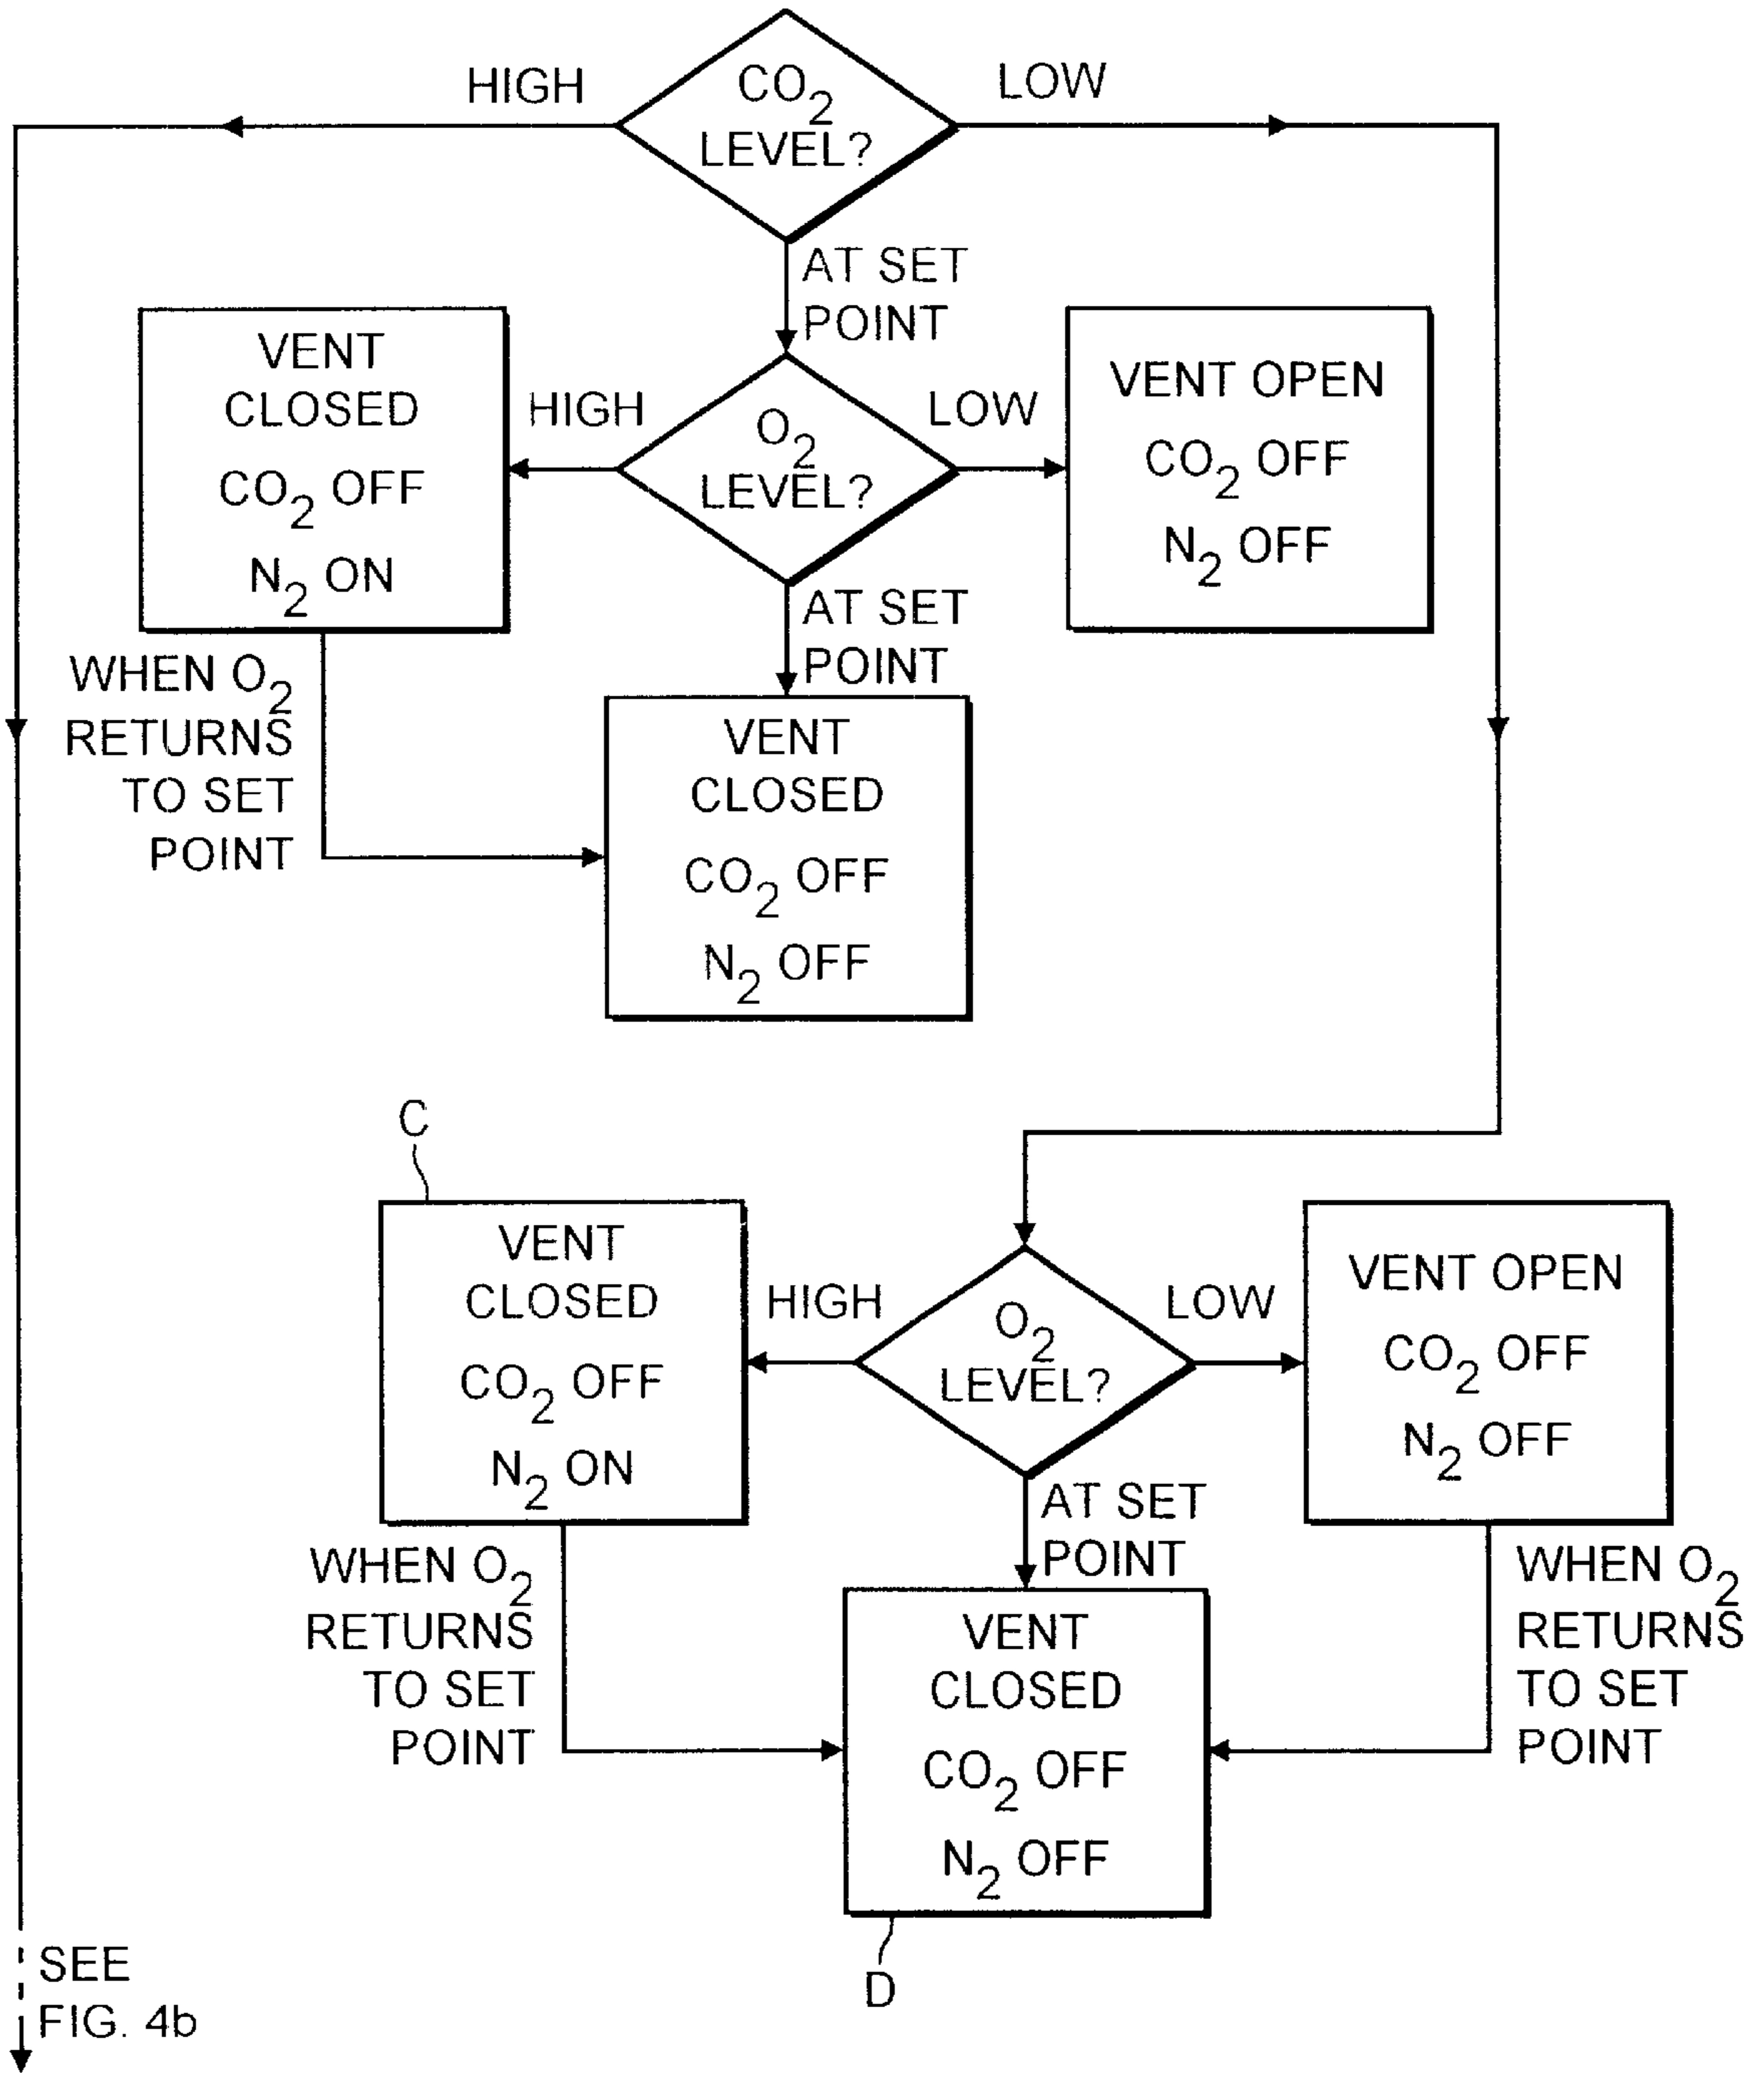 HIGH
CO2
LEVEL?
LOW
AT SET
POINT
VENT
CLOSED
CO2 OFF
N2 ON
HIGH
O2
LEVEL?
LOW
VENT OPEN
CO2 OFF
N2 OFF
AT SET
POINT
WHEN O2
RETURNS
TO SET
POINT
VENT
CLOSED
CO2 OFF
N2 OFF
C
VENT
CLOSED
CO2 OFF
N2 ON
HIGH
O2
LEVEL?
LOW
VENT OPEN
CO2 OFF
N2 OFF
AT SET
POINT
WHEN O2
RETURNS
TO SET
POINT
VENT
CLOSED
CO2 OFF
N2 OFF
WHEN O2
RETURNS
TO SET
POINT
D
SEE
FIG. 4b